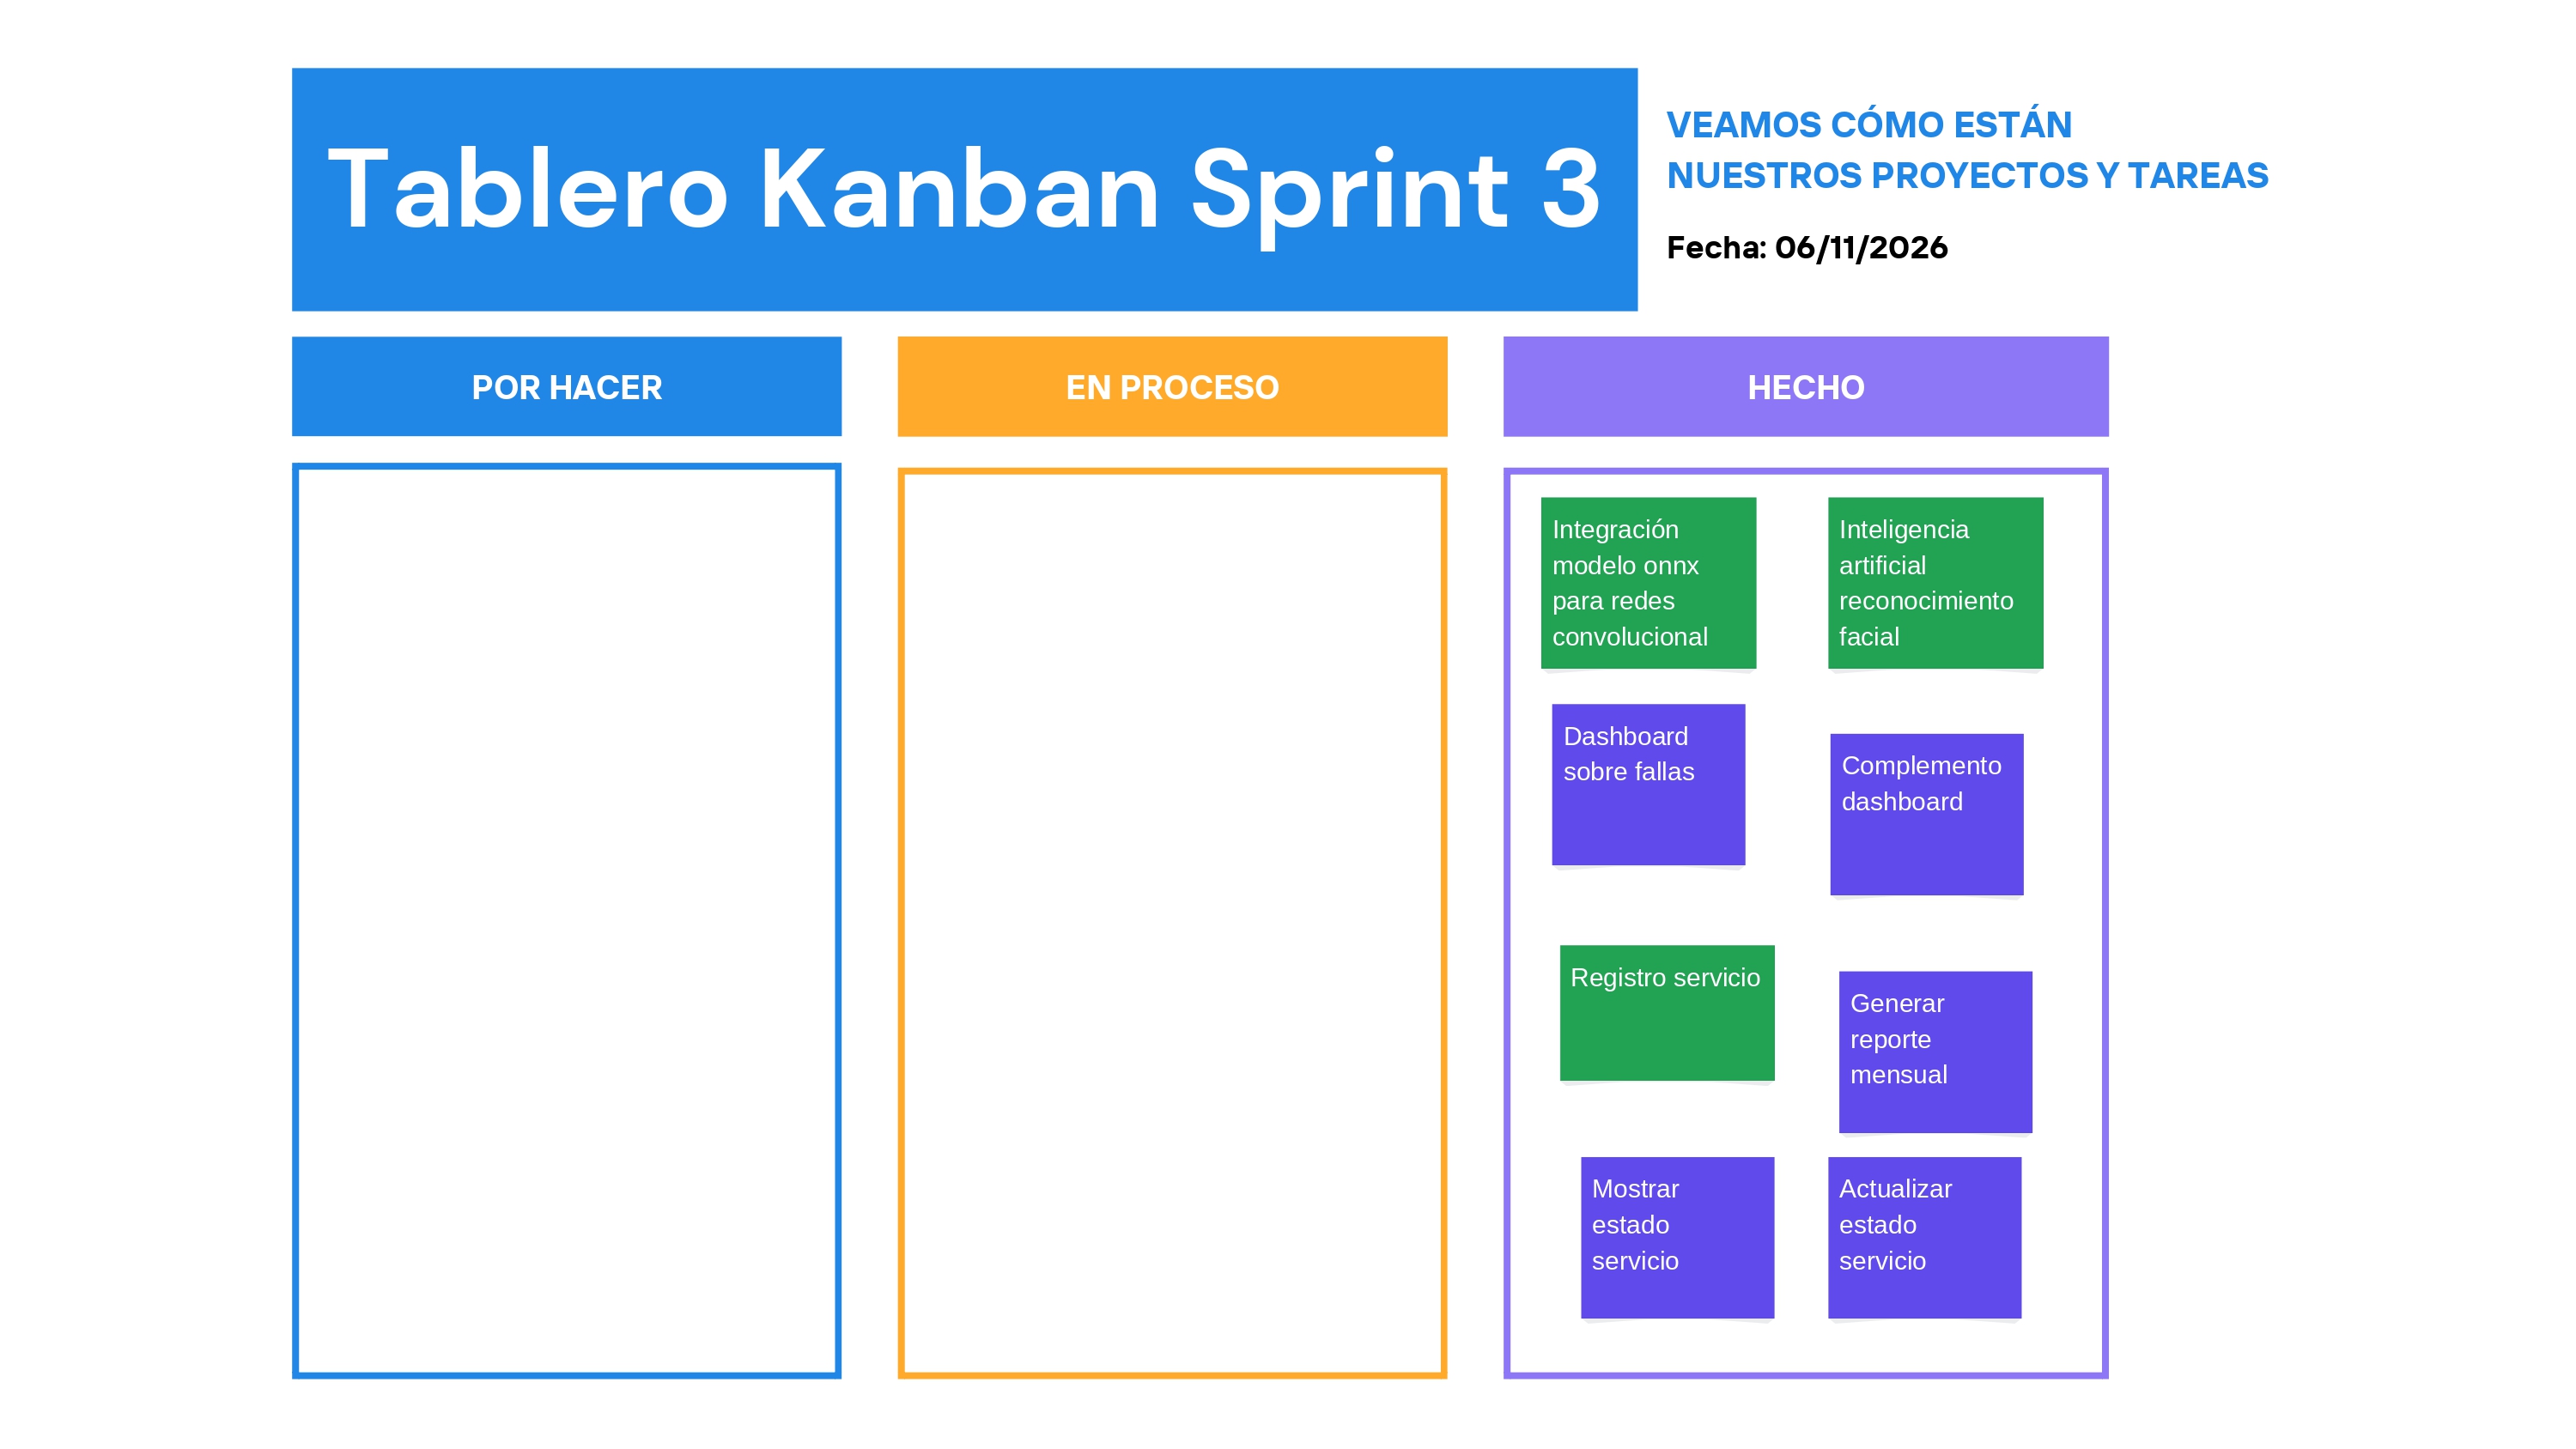 Tablero Kanban Sprint 3
VEAMOS CÓMO ESTÁN
NUESTROS PROYECTOS Y TAREAS
Fecha: 06/11/2026
POR HACER
EN PROCESO
HECHO
Integración
modelo onnx
para redes
convolucional
Inteligencia
artificial
reconocimiento
facial
Dashboard
sobre fallas
Complemento
dashboard
Registro servicio
Generar
reporte
mensual
Mostrar
estado
servicio
Actualizar
estado
servicio